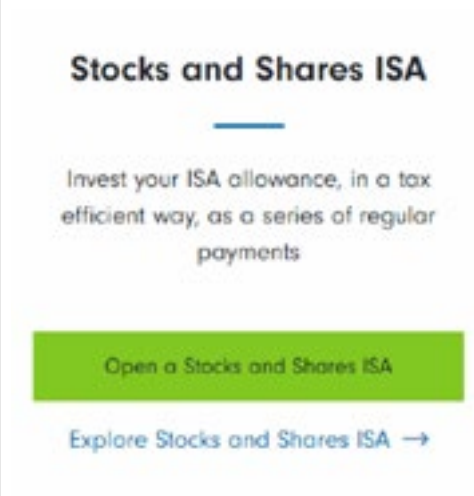 Stocks and Shares ISA
Invest your ISA allowance, in a tax
efficient way, as a series of regular
payments
Open a Stocks and Shares ISA
Explore Stocks and Shares ISA →